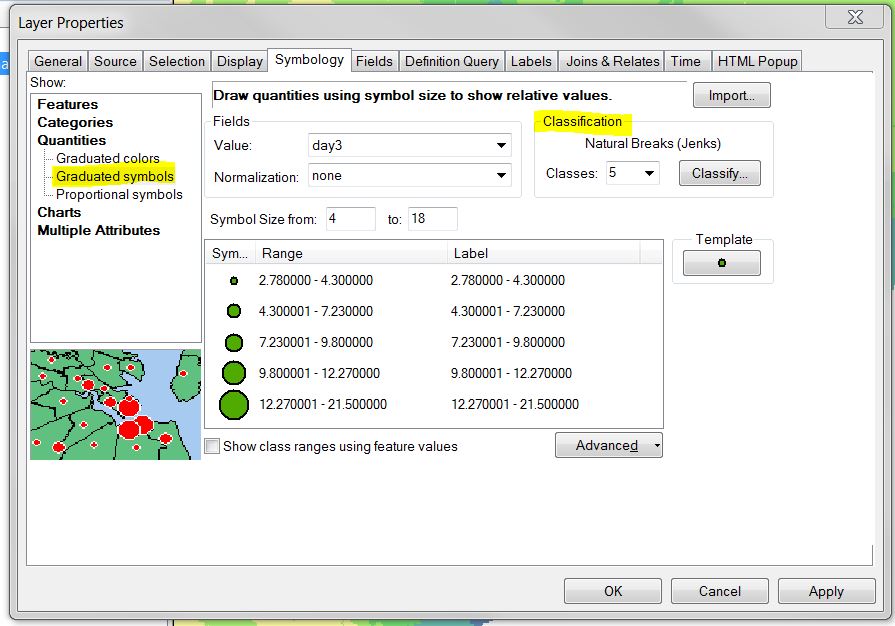 Layer Properties
General Source Selection Display Symbology Fields Definition Query Labels Joins & Relates Time HTML Popup
Show:
Features
Categories
Quantities
Graduated colors
Graduated symbols
Proportional symbols
Charts
Multiple Attributes
Draw quantities using symbol size to show relative values.
Import...
Fields
Value: day3
Normalization: none
Classification
Natural Breaks (Jenks)
Classes: 5 Classify...
Symbol Size from: 4 to: 18
Sym... Range Label
2.780000 - 4.300000 2.780000 - 4.300000
4.300001 - 7.230000 4.300001 - 7.230000
7.230001 - 9.800000 7.230001 - 9.800000
9.800001 - 12.270000 9.800001 - 12.270000
12.270001 - 21.500000 12.270001 - 21.500000
Template
Show class ranges using feature values
Advanced
OK Cancel Apply